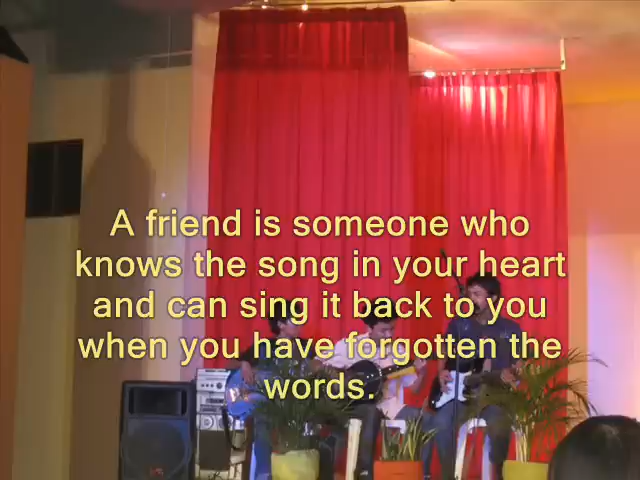 A friend is someone who
knows the song in your heart
and can sing it back to you
when you have forgotten the
words.